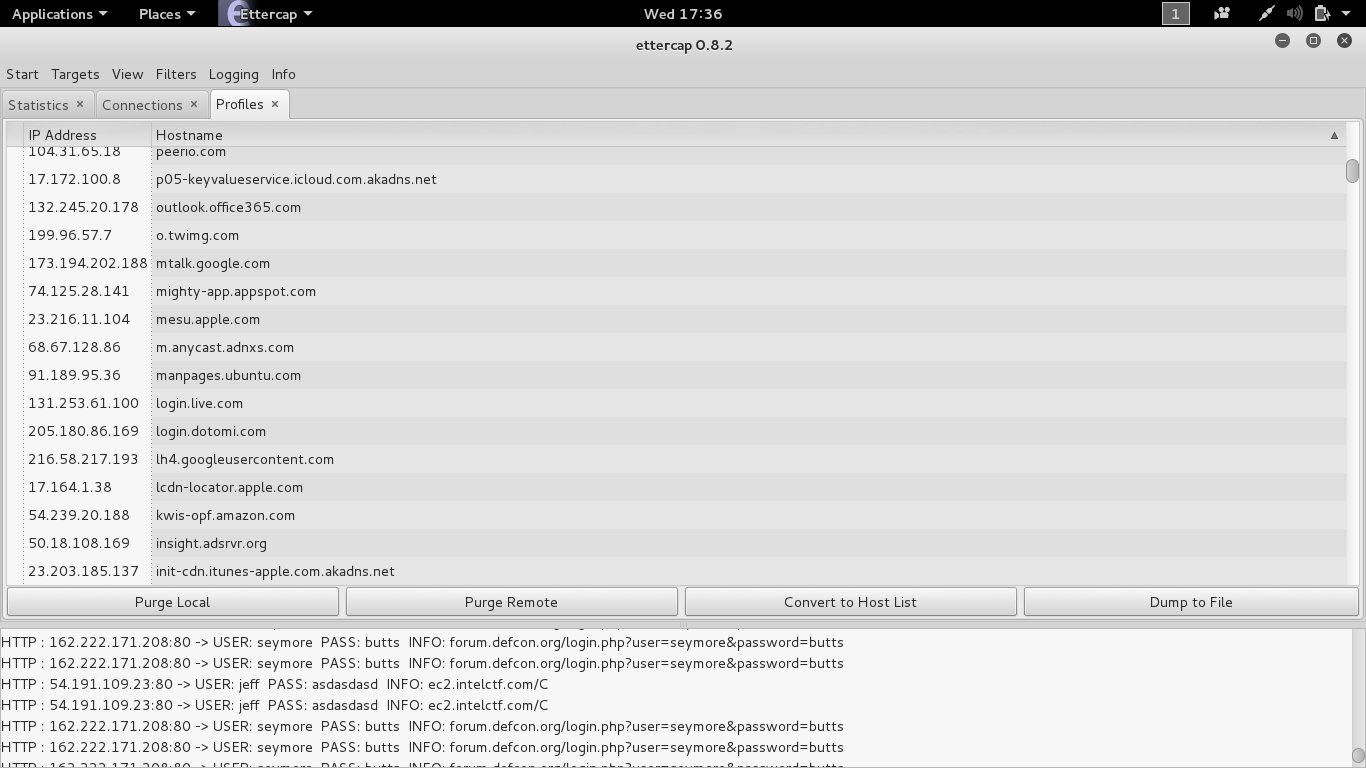 Applications Places Ettercap Wed 17:36 1
ettercap 0.8.2
Start Targets View Filters Logging Info
Statistics × Connections × Profiles ×
IP Address Hostname
104.31.65.18 peerio.com
17.172.100.8 p05-keyvalueservice.icloud.com.akadns.net
132.245.20.178 outlook.office365.com
199.96.57.7 o.twimg.com
173.194.202.188 mtalk.google.com
74.125.28.141 mighty-app.appspot.com
23.216.11.104 mesu.apple.com
68.67.128.86 m.anycast.adnxs.com
91.189.95.36 manpages.ubuntu.com
131.253.61.100 login.live.com
205.180.86.169 login.dotomi.com
216.58.217.193 lh4.googleusercontent.com
17.164.1.38 lcdn-locator.apple.com
54.239.20.188 kwis-opf.amazon.com
50.18.108.169 insight.adsrvr.org
23.203.185.137 init-cdn.itunes-apple.com.akadns.net
Purge Local Purge Remote Convert to Host List Dump to File
HTTP : 162.222.171.208:80 -> USER: seymore PASS: butts INFO: forum.defcon.org/login.php?user=seymore&password=butts
HTTP : 162.222.171.208:80 -> USER: seymore PASS: butts INFO: forum.defcon.org/login.php?user=seymore&password=butts
HTTP : 54.191.109.23:80 -> USER: jeff PASS: asdasdasd INFO: ec2.intelctf.com/C
HTTP : 54.191.109.23:80 -> USER: jeff PASS: asdasdasd INFO: ec2.intelctf.com/C
HTTP : 162.222.171.208:80 -> USER: seymore PASS: butts INFO: forum.defcon.org/login.php?user=seymore&password=butts
HTTP : 162.222.171.208:80 -> USER: seymore PASS: butts INFO: forum.defcon.org/login.php?user=seymore&password=butts